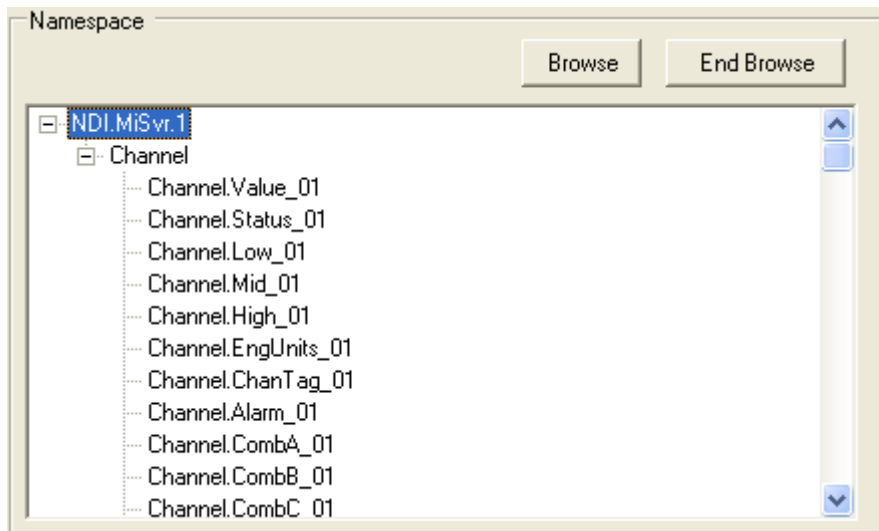 Namespace
Browse End Browse
NDI.MiSvr.1
Channel
Channel.Value_01
Channel.Status_01
Channel.Low_01
Channel.Mid_01
Channel.High_01
Channel.EngUnits_01
Channel.ChanTag_01
Channel.Alarm_01
Channel.CombA_01
Channel.CombB_01
Channel.CombC_01